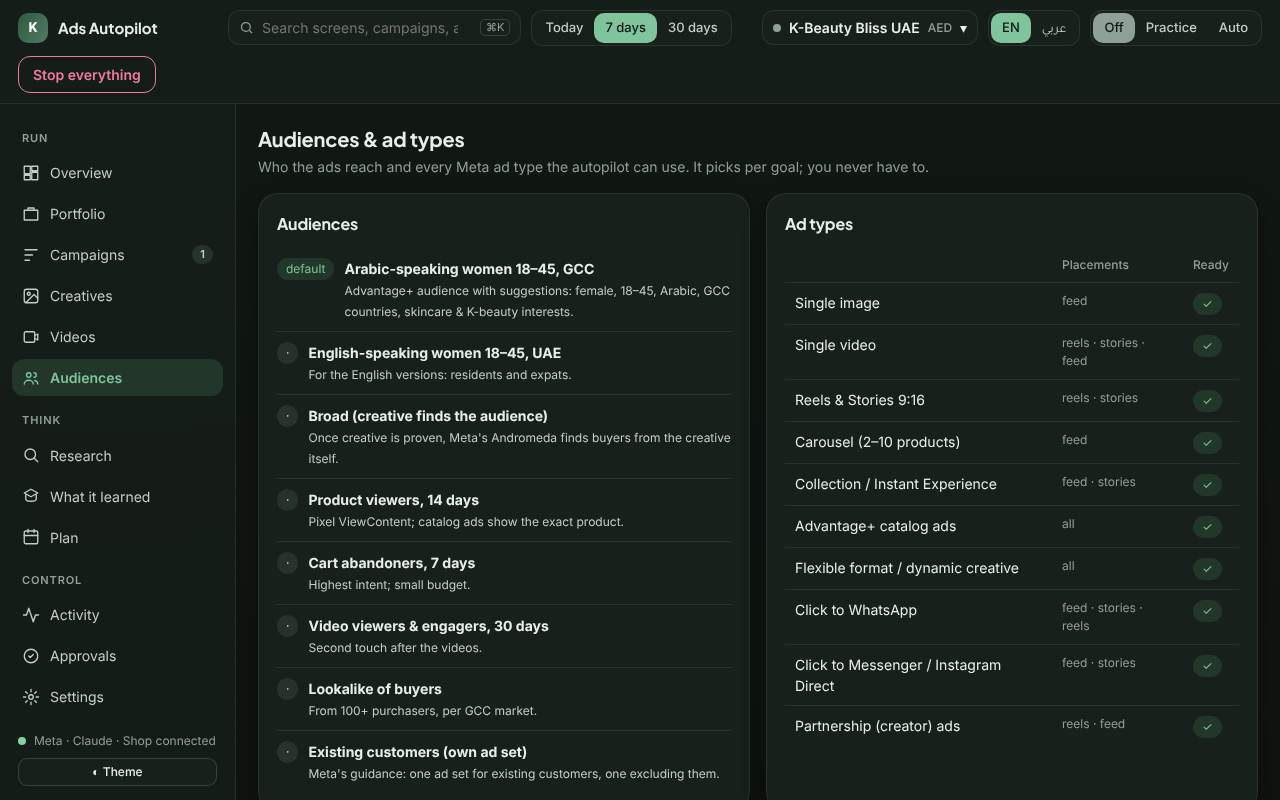 K Ads Autopilot
Search screens, campaigns, a ⌘K
Today 7 days 30 days
K-Beauty Bliss UAE AED ▾
EN عربي
Off Practice Auto
Stop everything
RUN
Overview
Portfolio
Campaigns 1
Creatives
Videos
Audiences
THINK
Research
What it learned
Plan
CONTROL
Activity
Approvals
Settings
Meta · Claude · Shop connected
Theme
Audiences & ad types
Who the ads reach and every Meta ad type the autopilot can use. It picks per goal; you never have to.
Audiences
default Arabic-speaking women 18–45, GCC
Advantage+ audience with suggestions: female, 18–45, Arabic, GCC
countries, skincare & K-beauty interests.
· English-speaking women 18–45, UAE
For the English versions: residents and expats.
· Broad (creative finds the audience)
Once creative is proven, Meta's Andromeda finds buyers from the creative
itself.
· Product viewers, 14 days
Pixel ViewContent; catalog ads show the exact product.
· Cart abandoners, 7 days
Highest intent; small budget.
· Video viewers & engagers, 30 days
Second touch after the videos.
· Lookalike of buyers
From 100+ purchasers, per GCC market.
· Existing customers (own ad set)
Meta's guidance: one ad set for existing customers, one excluding them.
Ad types
Placements Ready
Single image feed ✓
Single video reels · stories · ✓
feed
Reels & Stories 9:16 reels · stories ✓
Carousel (2–10 products) feed ✓
Collection / Instant Experience feed · stories ✓
Advantage+ catalog ads all ✓
Flexible format / dynamic creative all ✓
Click to WhatsApp feed · stories · ✓
reels
Click to Messenger / Instagram feed · stories ✓
Direct
Partnership (creator) ads reels · feed ✓